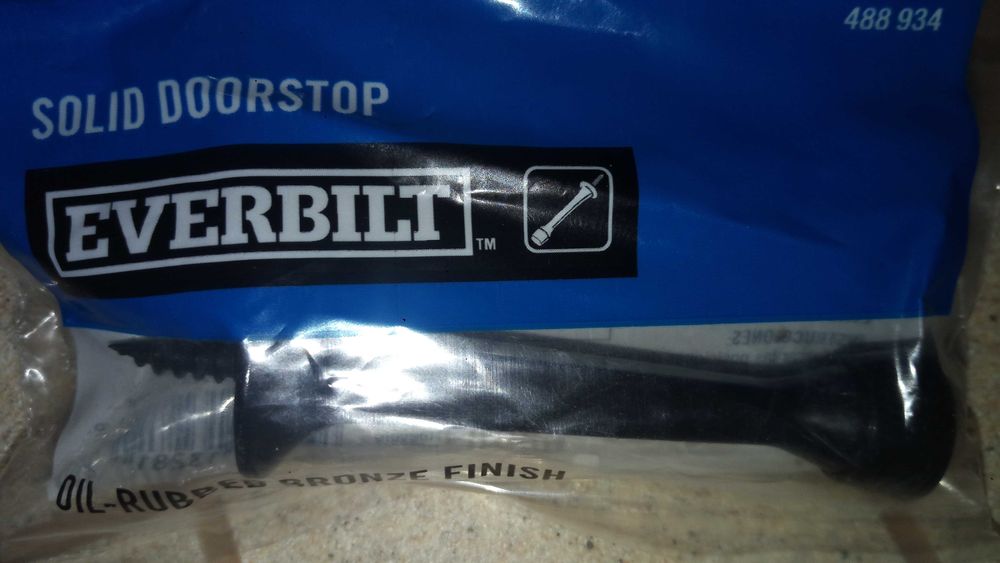 488 934
SOLID DOORSTOP
EVERBILT
TM
OIL-RUBBED BRONZE FINISH